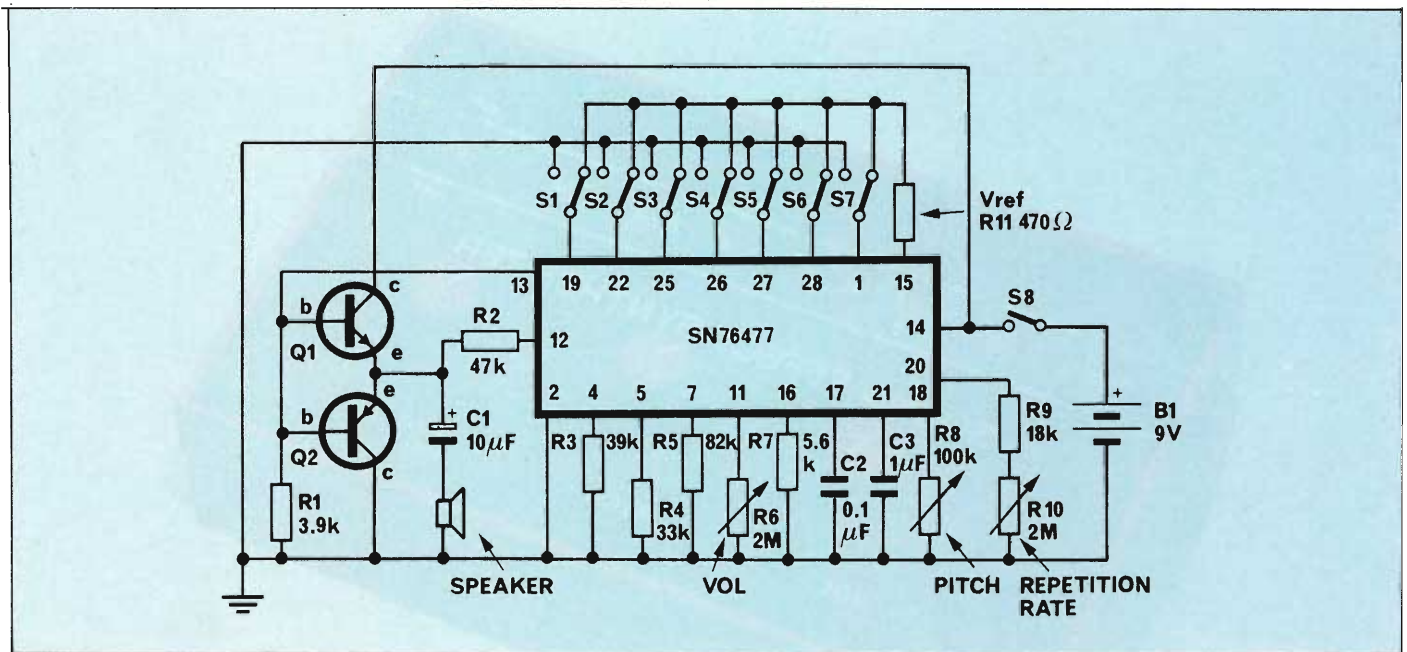 c
S1
S2
S3
S4
S5
S6
S7
Vref
R11 470Ω
13
19
22
25
26
27
28
1
15
S8
b
Q1
e
R2
47k
12
SN76477
14
20
e
b
Q2
c
C1
+
10μF
2
4
5
7
11
16
17
21
18
R9
18k
+
B1
9V
R1
3.9k
R3
39k
R4
33k
R5
82k
R6
2M
R7
5.6
k
C2
0.1
μF
C3
1μF
R8
100k
R10
2M
SPEAKER
VOL
PITCH
REPETITION
RATE